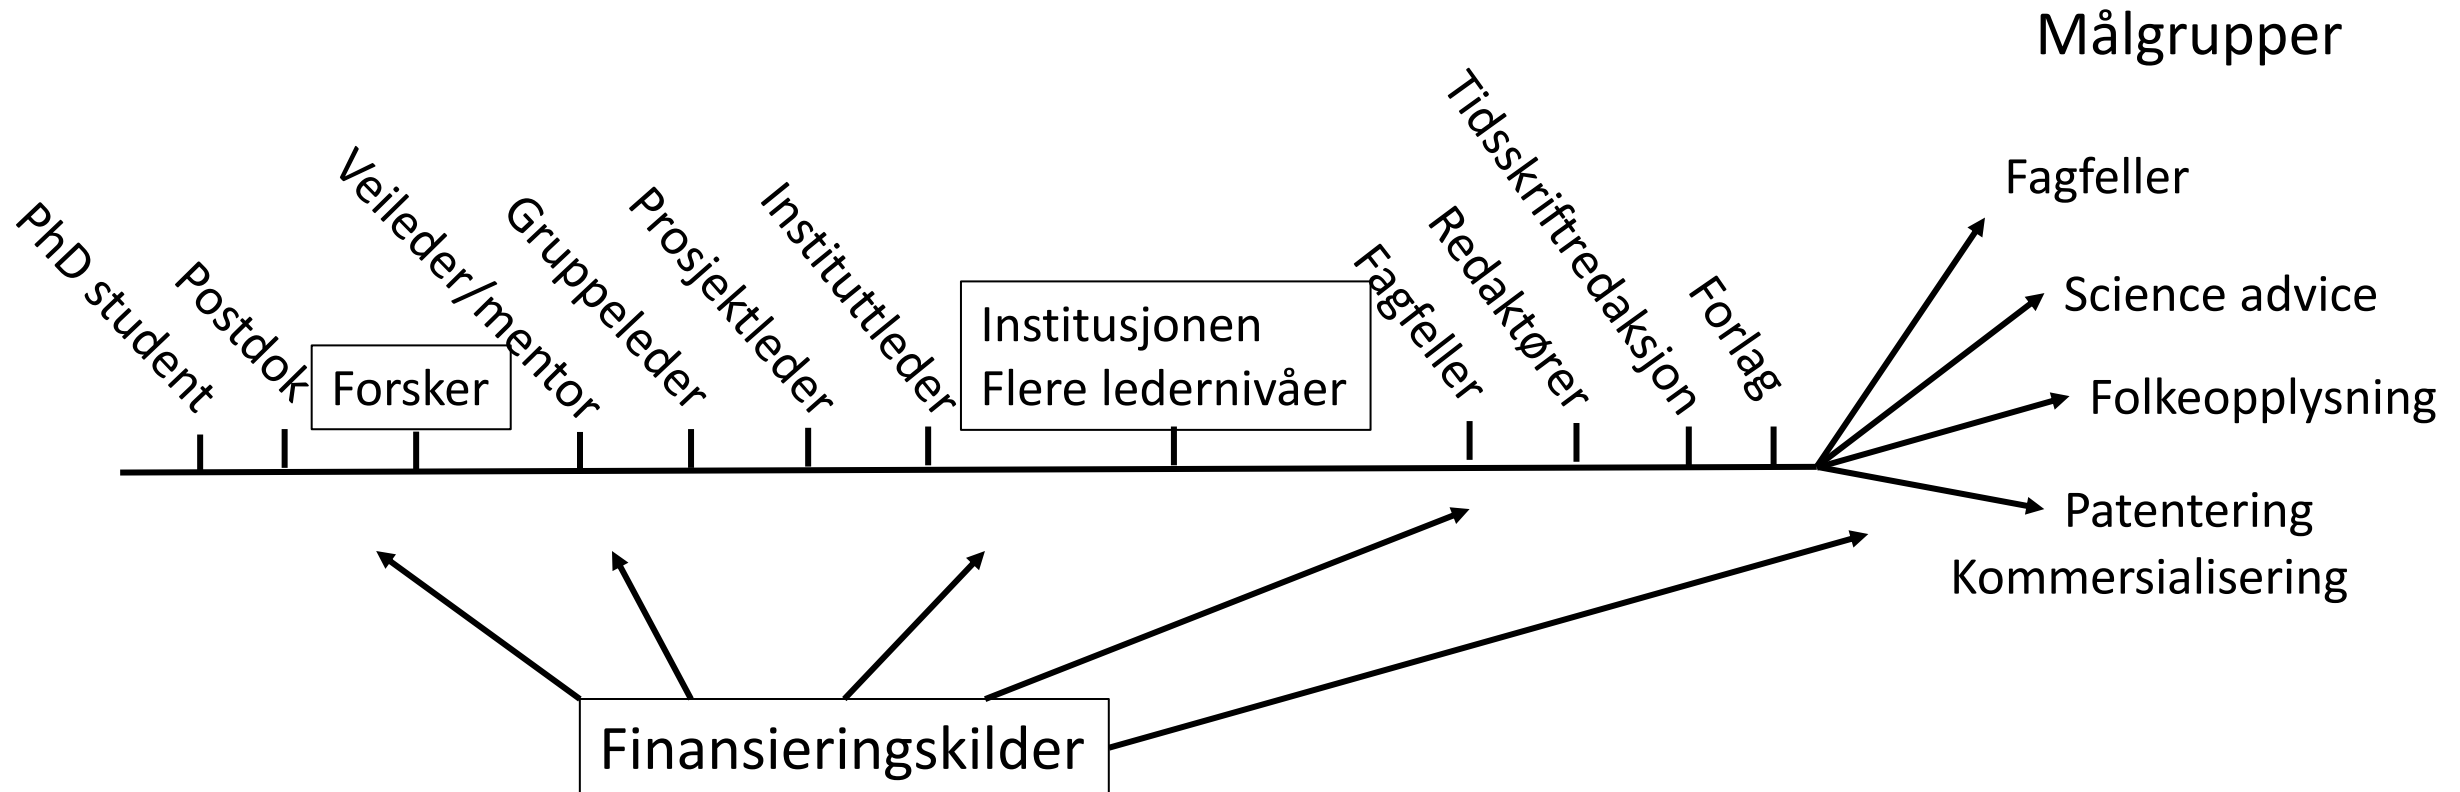 Målgrupper
PhD student
Postdok
Forsker
Veileder/mentor
Gruppeleder
Prosjektleder
Instituttleder
Institusjonen
Flere ledernivåer
Fagfeller
Redaktører
Tidsskriftredaksjon
Forlag
Fagfeller
Science advice
Folkeopplysning
Patentering
Kommersialisering
Finansieringskilder